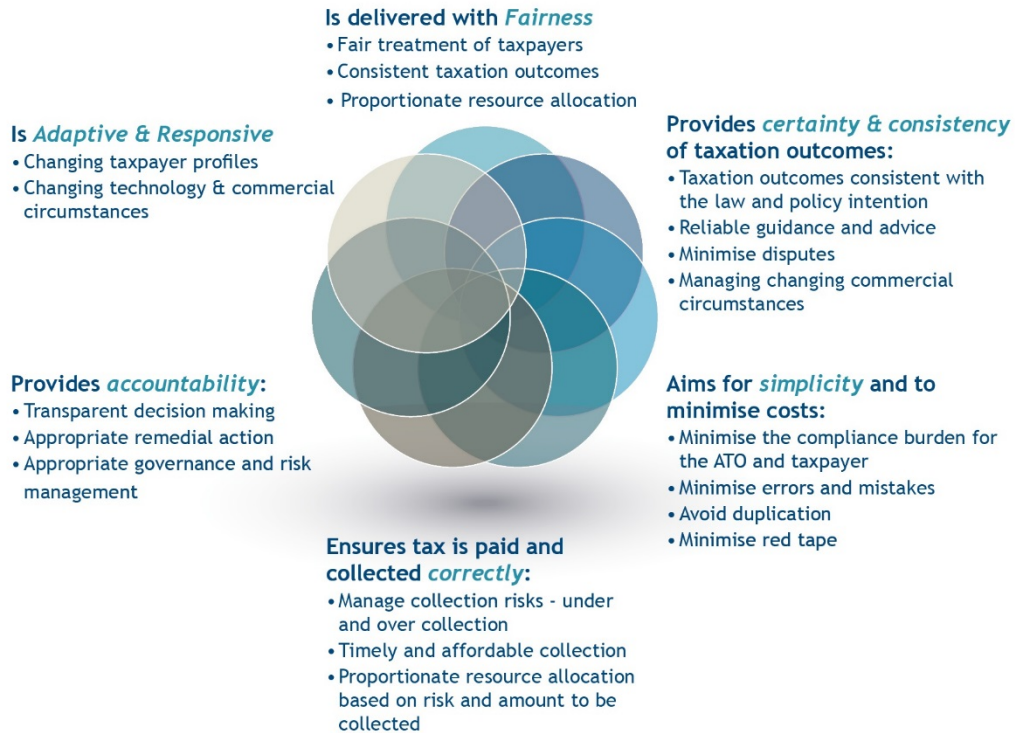 Is delivered with Fairness
• Fair treatment of taxpayers
• Consistent taxation outcomes
• Proportionate resource allocation
Is Adaptive & Responsive
• Changing taxpayer profiles
• Changing technology & commercial
circumstances
Provides certainty & consistency
of taxation outcomes:
• Taxation outcomes consistent with
the law and policy intention
• Reliable guidance and advice
• Minimise disputes
• Managing changing commercial
circumstances
Provides accountability:
• Transparent decision making
• Appropriate remedial action
• Appropriate governance and risk
management
Aims for simplicity and to
minimise costs:
• Minimise the compliance burden for
the ATO and taxpayer
• Minimise errors and mistakes
• Avoid duplication
• Minimise red tape
Ensures tax is paid and
collected correctly:
• Manage collection risks - under
and over collection
• Timely and affordable collection
• Proportionate resource allocation
based on risk and amount to be
collected